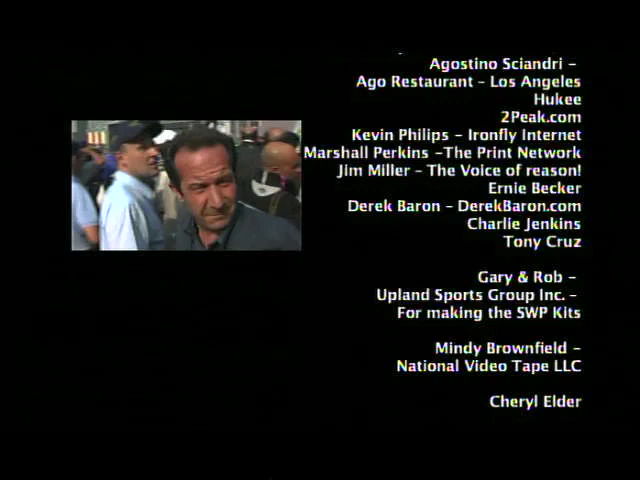 Agostino Sciandri -
Ago Restaurant - Los Angeles
Hukee
2Peak.com
Kevin Philips - Ironfly Internet
Marshall Perkins -The Print Network
Jim Miller - The Voice of reason!
Ernie Becker
Derek Baron - DerekBaron.com
Charlie Jenkins
Tony Cruz
Gary & Rob -
Upland Sports Group Inc. -
For making the SWP Kits
Mindy Brownfield -
National Video Tape LLC
Cheryl Elder